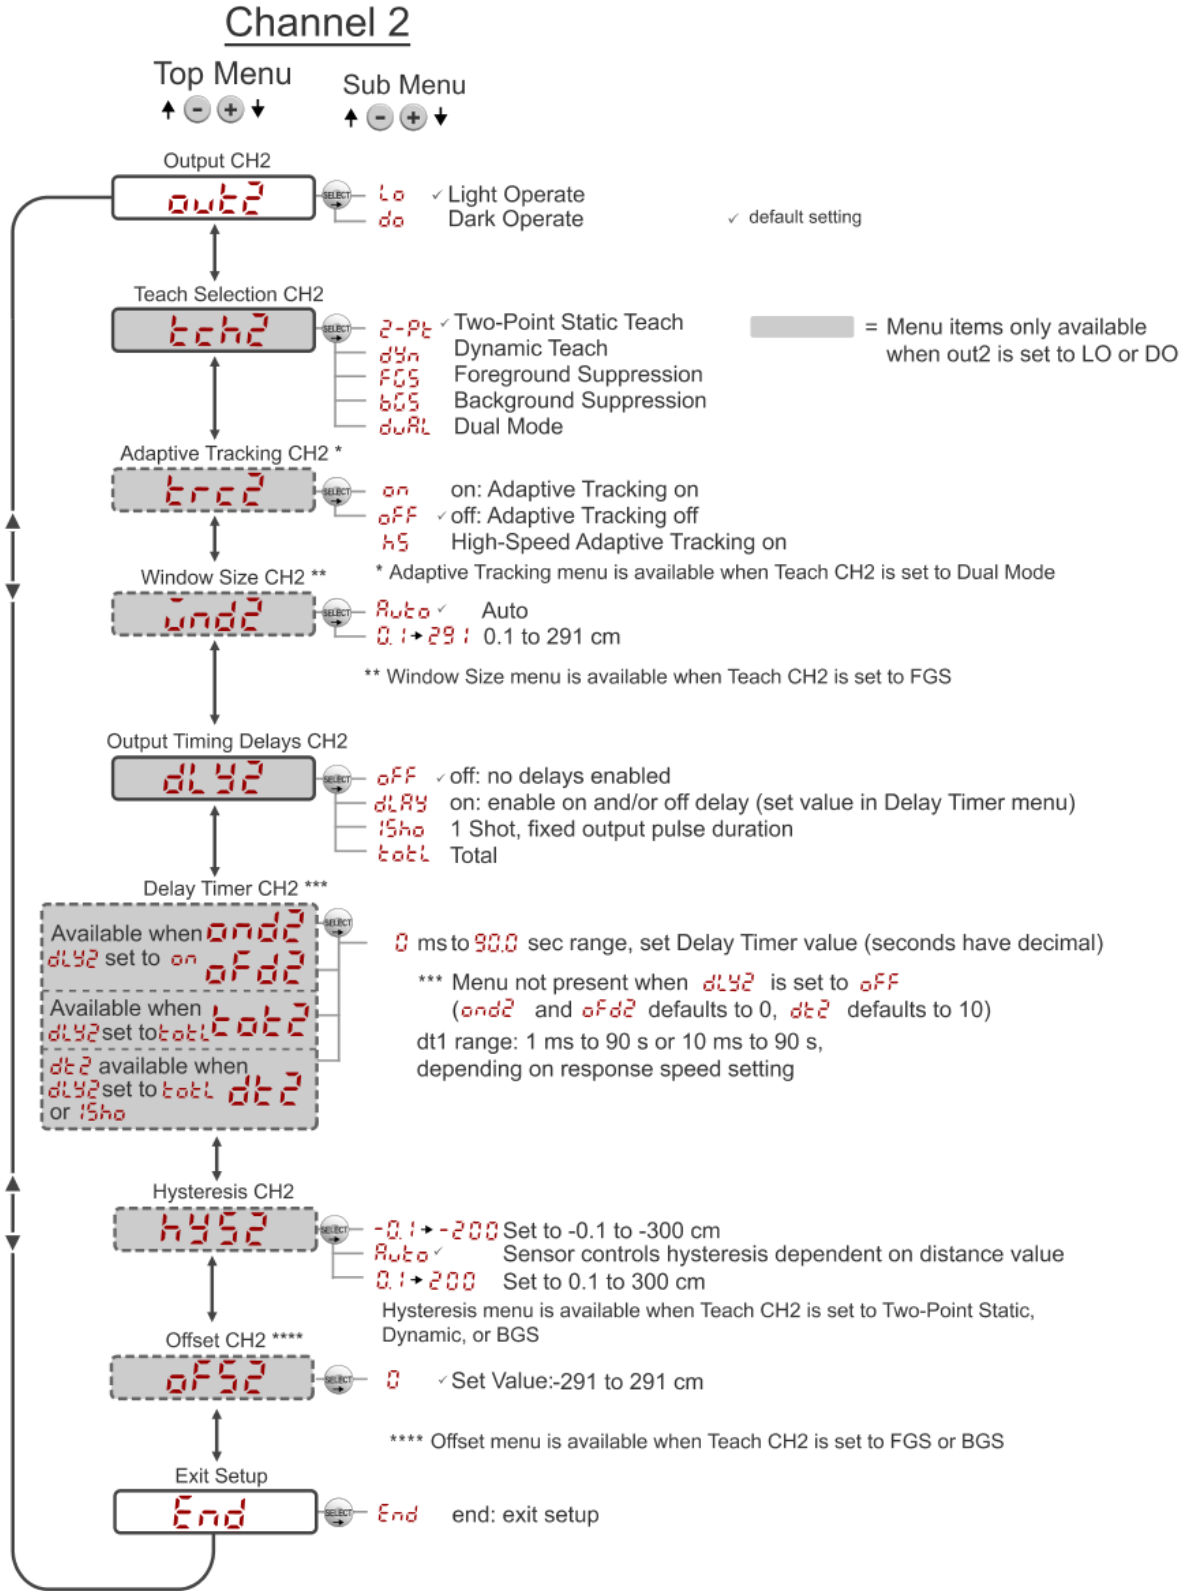 Channel 2
Top Menu
Sub Menu
Output CH2
out2
SELECT
Lo ✓ Light Operate
do Dark Operate
✓ default setting
Teach Selection CH2
tch2
SELECT
2-Pt ✓ Two-Point Static Teach
dyn Dynamic Teach
FGS Foreground Suppression
bGS Background Suppression
duAL Dual Mode
= Menu items only available
when out2 is set to LO or DO
Adaptive Tracking CH2 *
trc2
SELECT
on on: Adaptive Tracking on
oFF ✓ off: Adaptive Tracking off
hS High-Speed Adaptive Tracking on
* Adaptive Tracking menu is available when Teach CH2 is set to Dual Mode
Window Size CH2 **
wnd2
SELECT
Auto ✓ Auto
0.1 → 291 0.1 to 291 cm
** Window Size menu is available when Teach CH2 is set to FGS
Output Timing Delays CH2
dLY2
SELECT
oFF ✓ off: no delays enabled
dLAY on: enable on and/or off delay (set value in Delay Timer menu)
1Sho 1 Shot, fixed output pulse duration
totL Total
Delay Timer CH2 ***
Available when ond2
dLY2 set to on oFd2
Available when
dLY2 set to totL tot2
dt2 available when
dLY2 set to totL dt2
or 1Sho
SELECT
0 ms to 90.0 sec range, set Delay Timer value (seconds have decimal)
*** Menu not present when dLY2 is set to oFF
(ond2 and oFd2 defaults to 0, dt2 defaults to 10)
dt1 range: 1 ms to 90 s or 10 ms to 90 s,
depending on response speed setting
Hysteresis CH2
hYS2
SELECT
-0.1 → -200 Set to -0.1 to -300 cm
Auto ✓ Sensor controls hysteresis dependent on distance value
0.1 → 200 Set to 0.1 to 300 cm
Hysteresis menu is available when Teach CH2 is set to Two-Point Static,
Dynamic, or BGS
Offset CH2 ****
oFS2
SELECT
0 ✓ Set Value:-291 to 291 cm
**** Offset menu is available when Teach CH2 is set to FGS or BGS
Exit Setup
End
SELECT
End end: exit setup